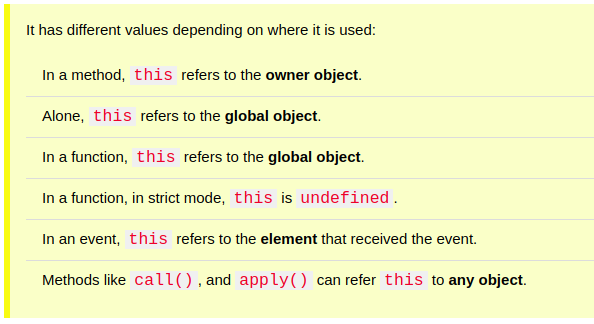 It has different values depending on where it is used:
In a method, this refers to the owner object.
Alone, this refers to the global object.
In a function, this refers to the global object.
In a function, in strict mode, this is undefined.
In an event, this refers to the element that received the event.
Methods like call(), and apply() can refer this to any object.